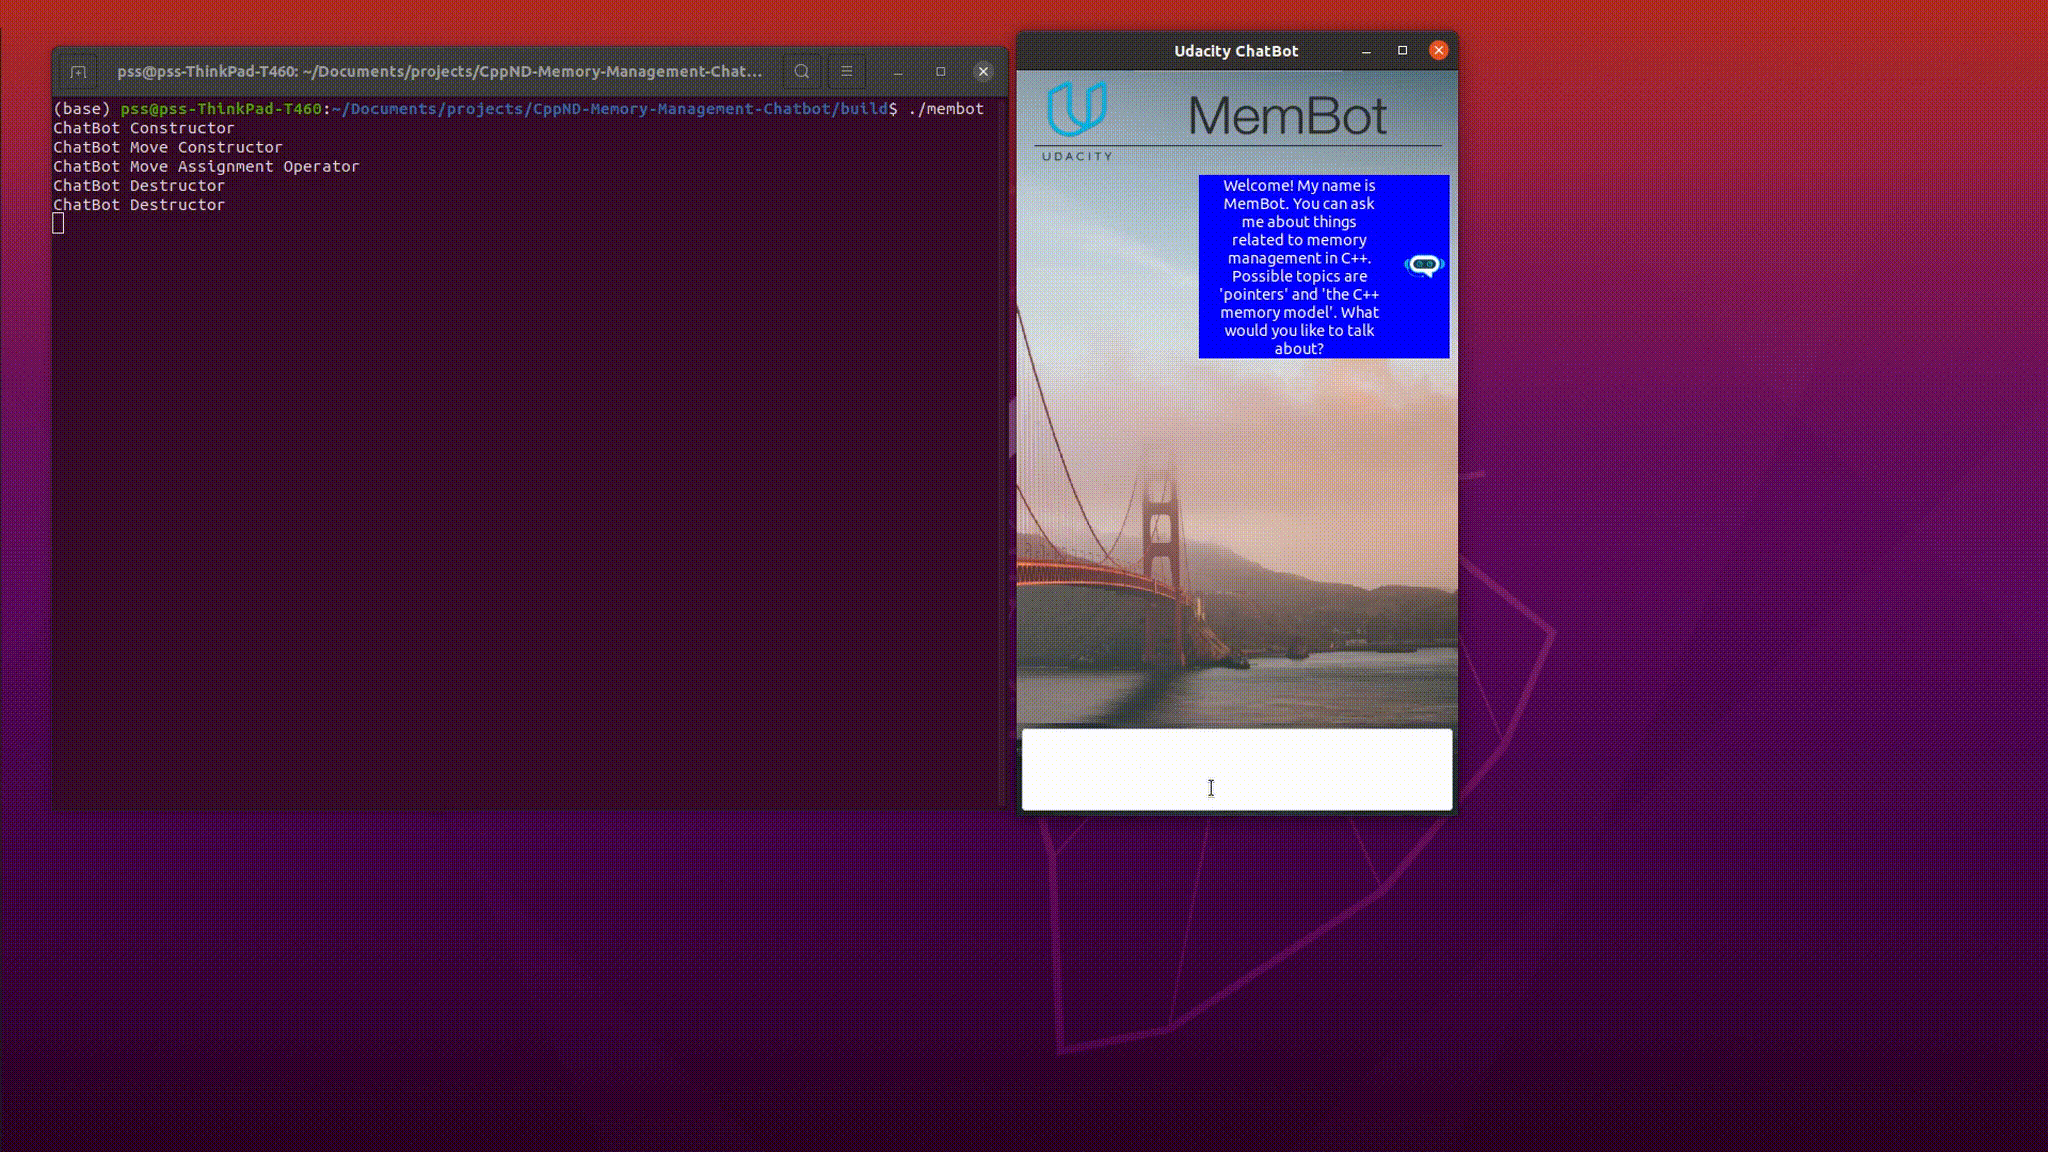 pss@pss-ThinkPad-T460: ~/Documents/projects/CppND-Memory-Management-Chat...
(base) pss@pss-ThinkPad-T460:~/Documents/projects/CppND-Memory-Management-Chatbot/build$ ./membot
ChatBot Constructor
ChatBot Move Constructor
ChatBot Move Assignment Operator
ChatBot Destructor
ChatBot Destructor
Udacity ChatBot
MemBot
UDACITY
Welcome! My name is
MemBot. You can ask
me about things
related to memory
management in C++.
Possible topics are
'pointers' and 'the C++
memory model'. What
would you like to talk
about?